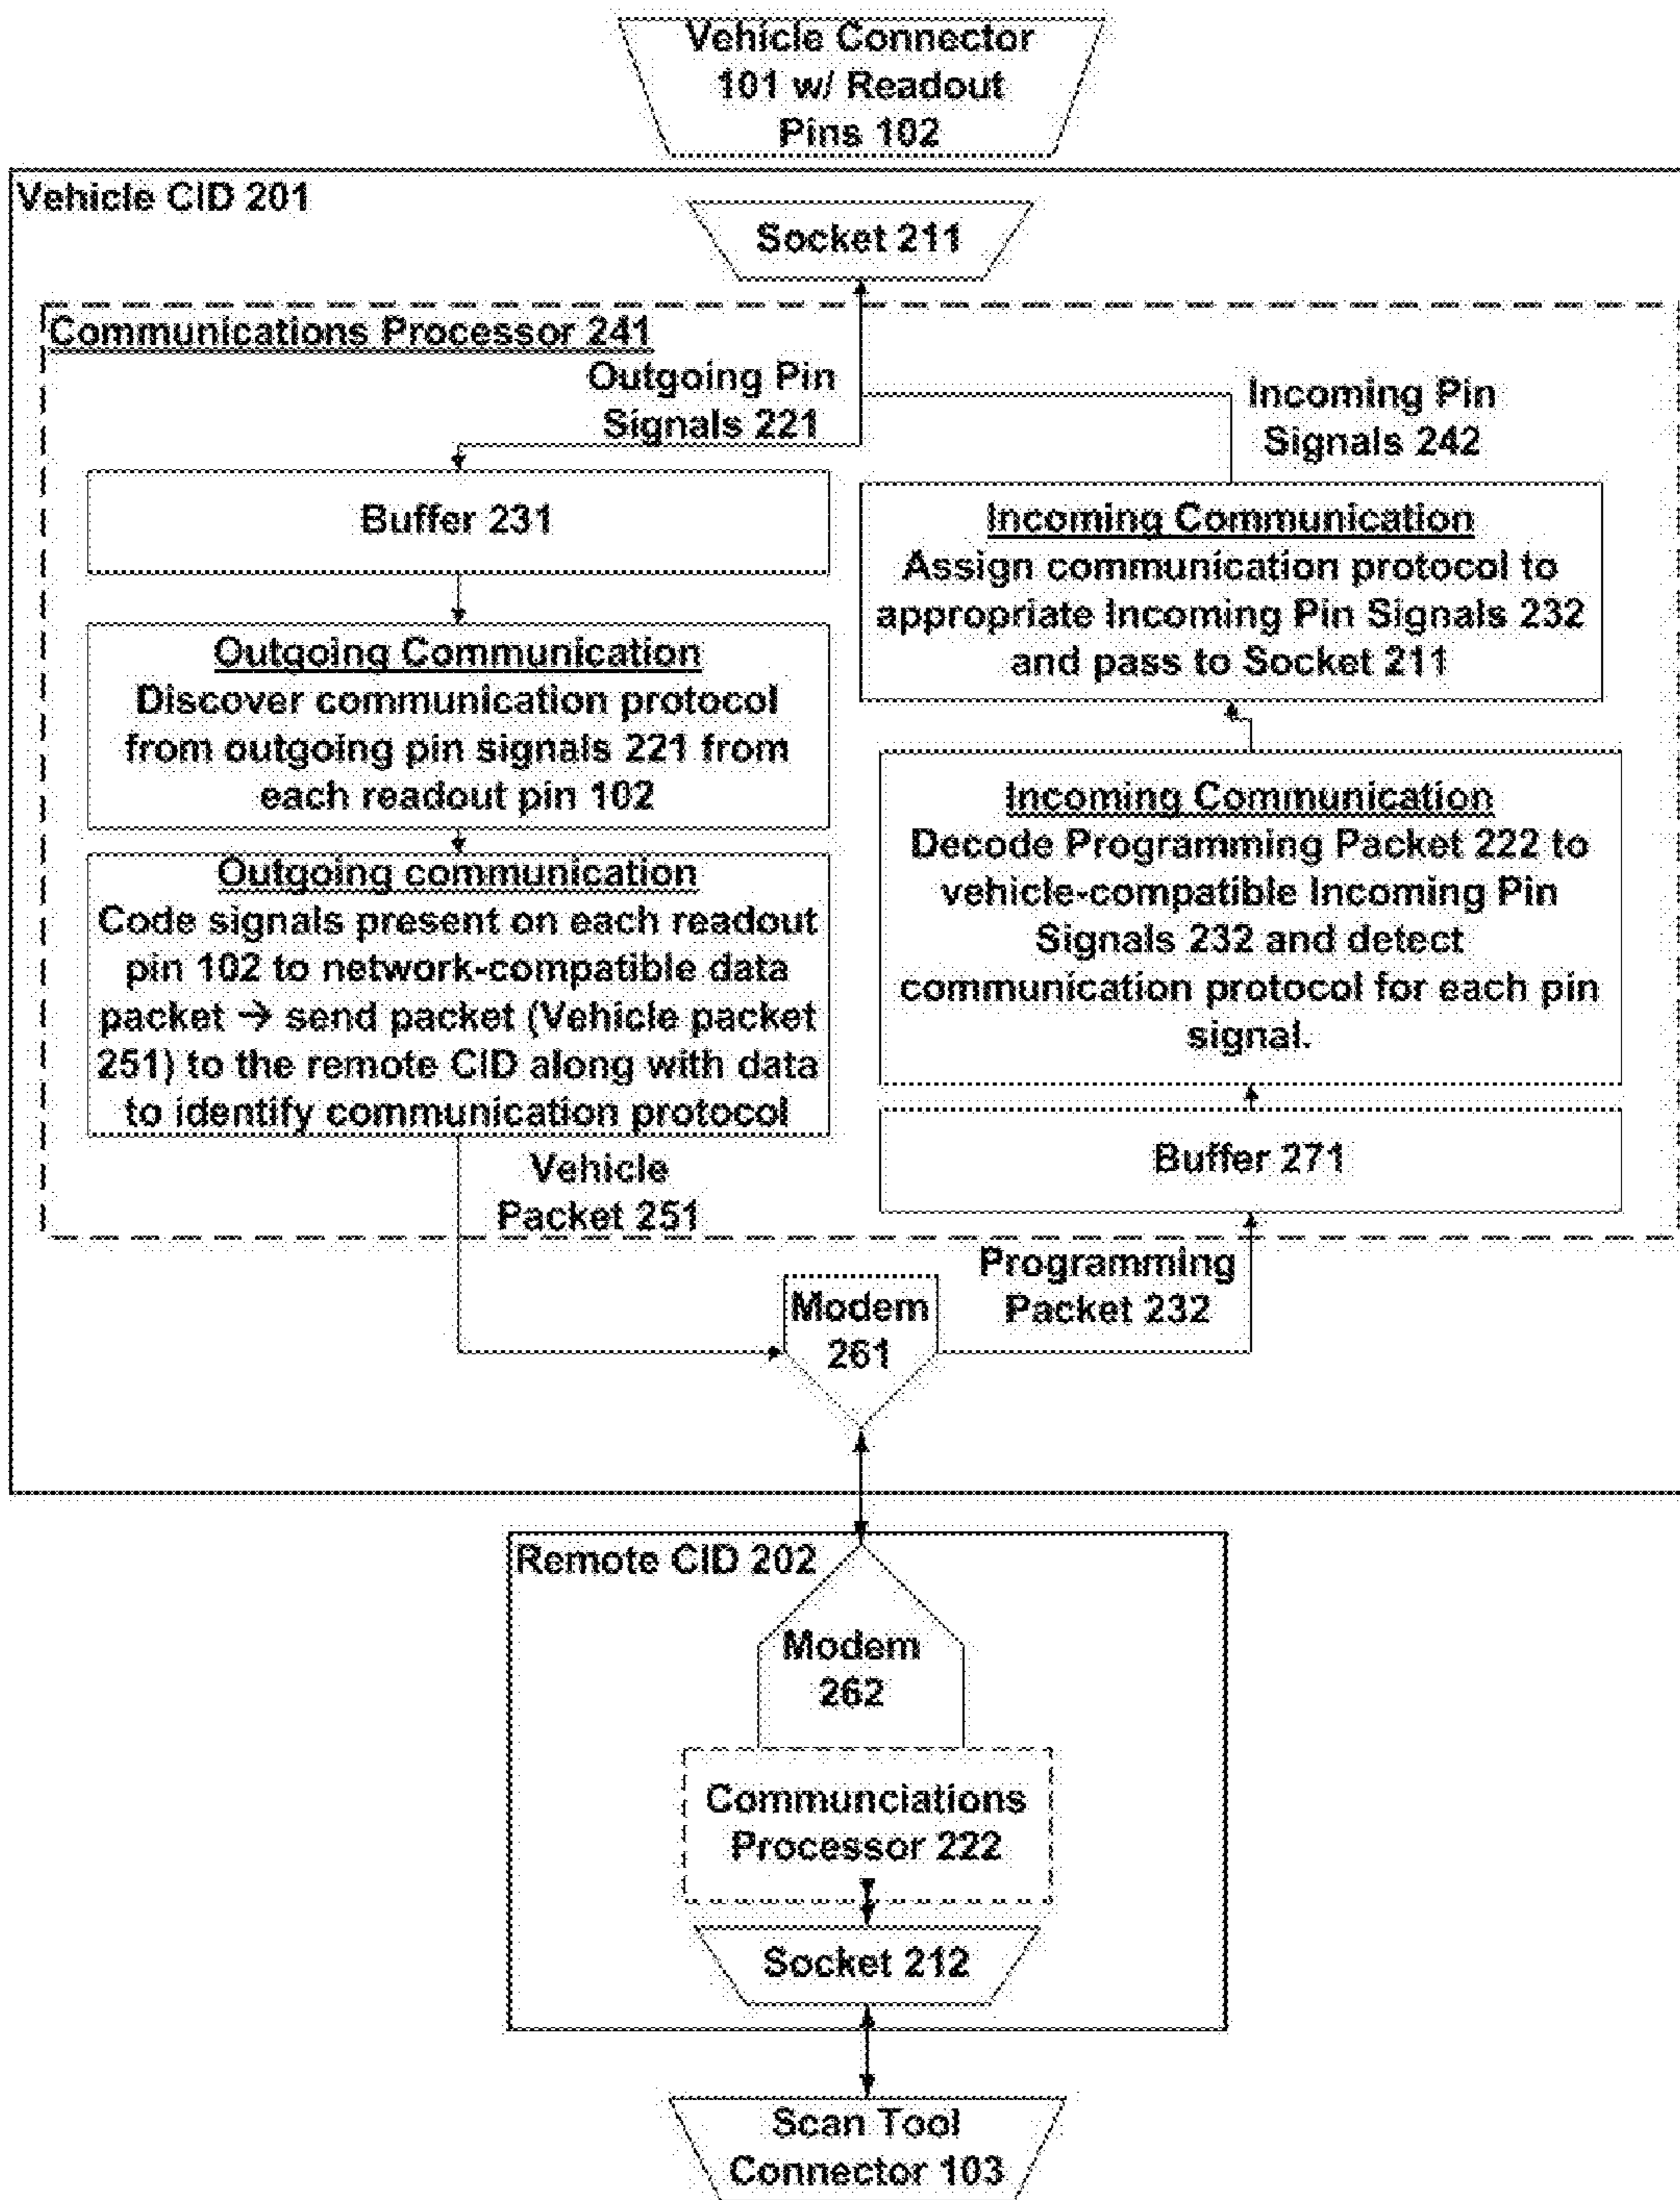 Vehicle Connector
101 w/ Readout
Pins 102
Vehicle CID 201
Socket 211
Communications Processor 241
Outgoing Pin
Signals 221
Incoming Pin
Signals 242
Buffer 231
Incoming Communication
Assign communication protocol to
appropriate Incoming Pin Signals 232
and pass to Socket 211
Outgoing Communication
Discover communication protocol
from outgoing pin signals 221 from
each readout pin 102
Incoming Communication
Decode Programming Packet 222 to
vehicle-compatible Incoming Pin
Signals 232 and detect
communication protocol for each pin
signal.
Outgoing communication
Code signals present on each readout
pin 102 to network-compatible data
packet → send packet (Vehicle packet
251) to the remote CID along with data
to identify communication protocol
Buffer 271
Vehicle
Packet 251
Programming
Packet 232
Modem
261
Remote CID 202
Modem
262
Communciations
Processor 222
Socket 212
Scan Tool
Connector 103